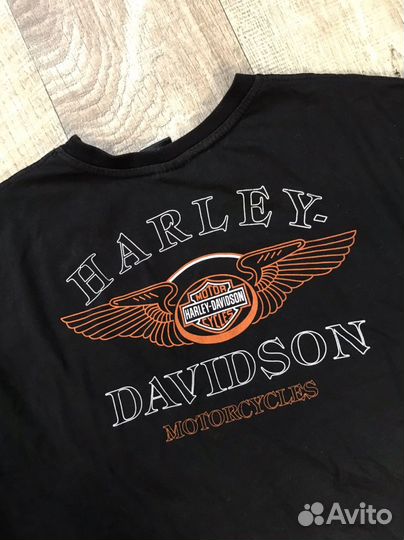 HARLEY-
MOTOR
HARLEY-DAVIDSON
CYCLES
DAVIDSON
MOTORCYCLES
Avito